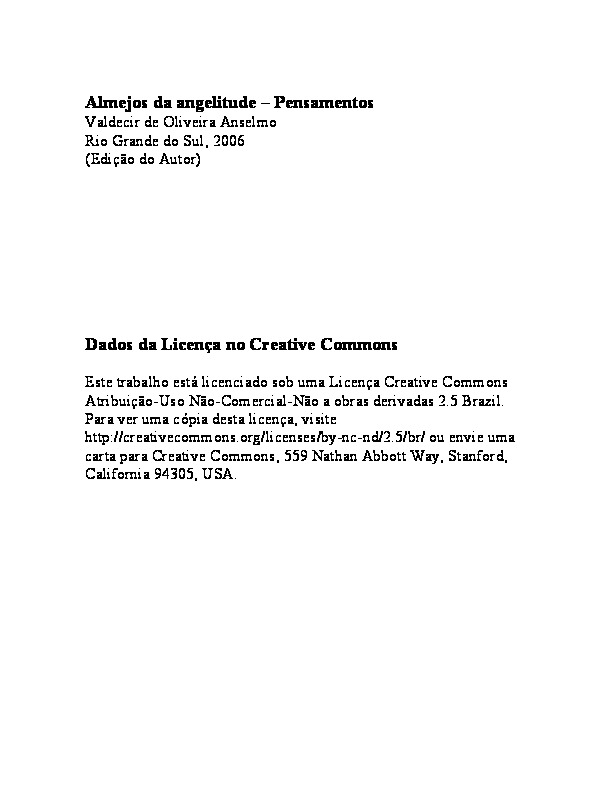 Almejos da angelitude – Pensamentos
Valdecir de Oliveira Anselmo
Rio Grande do Sul, 2006
(Edição do Autor)
Dados da Licença no Creative Commons
Este trabalho está licenciado sob uma Licença Creative Commons
Atribuição-Uso Não-Comercial-Não a obras derivadas 2.5 Brazil.
Para ver uma cópia desta licença, visite
http://creativecommons.org/licenses/by-nc-nd/2.5/br/ ou envie uma
carta para Creative Commons, 559 Nathan Abbott Way, Stanford,
California 94305, USA.